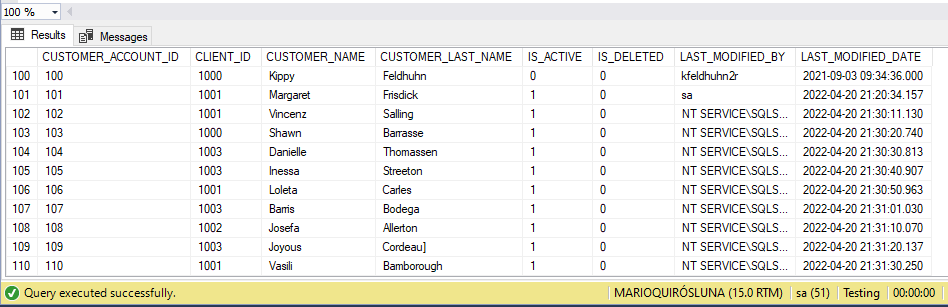 100 %
Results Messages
CUSTOMER_ACCOUNT_ID CLIENT_ID CUSTOMER_NAME CUSTOMER_LAST_NAME IS_ACTIVE IS_DELETED LAST_MODIFIED_BY LAST_MODIFIED_DATE
100 100 1000 Kippy Feldhuhn 0 0 kfeldhuhn2r 2021-09-03 09:34:36.000
101 101 1001 Margaret Frisdick 1 0 sa 2022-04-20 21:20:34.157
102 102 1001 Vincenz Salling 1 0 NT SERVICE\SQLS... 2022-04-20 21:30:11.130
103 103 1000 Shawn Barrasse 1 0 NT SERVICE\SQLS... 2022-04-20 21:30:20.740
104 104 1003 Danielle Thomassen 1 0 NT SERVICE\SQLS... 2022-04-20 21:30:30.813
105 105 1003 Inessa Streeton 1 0 NT SERVICE\SQLS... 2022-04-20 21:30:40.907
106 106 1001 Loleta Carles 1 0 NT SERVICE\SQLS... 2022-04-20 21:30:50.963
107 107 1003 Barris Bodega 1 0 NT SERVICE\SQLS... 2022-04-20 21:31:01.030
108 108 1002 Josefa Allerton 1 0 NT SERVICE\SQLS... 2022-04-20 21:31:10.070
109 109 1003 Joyous Cordeau] 1 0 NT SERVICE\SQLS... 2022-04-20 21:31:20.137
110 110 1001 Vasili Bamborough 1 0 NT SERVICE\SQLS... 2022-04-20 21:31:30.250
Query executed successfully. MARIOQUIRÓSLUNA (15.0 RTM) sa (51) Testing 00:00:00